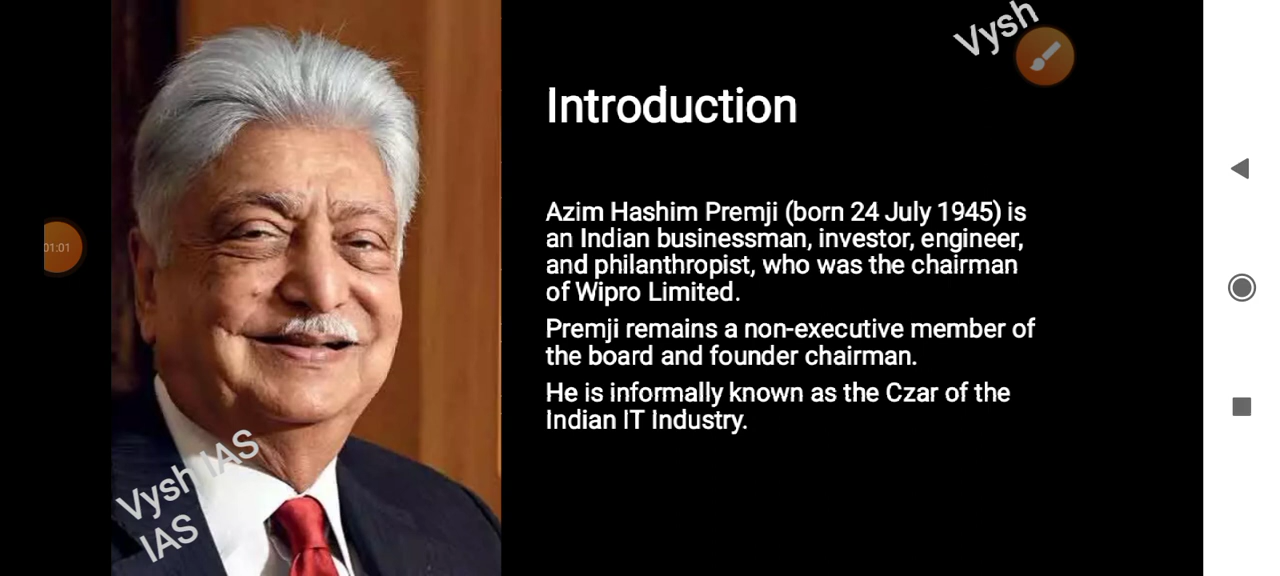 Vysh
Introduction
Azim Hashim Premji (born 24 July 1945) is
an Indian businessman, investor, engineer,
and philanthropist, who was the chairman
of Wipro Limited.
Premji remains a non-executive member of
the board and founder chairman.
He is informally known as the Czar of the
Indian IT Industry.
01:01
Vysh IAS
IAS